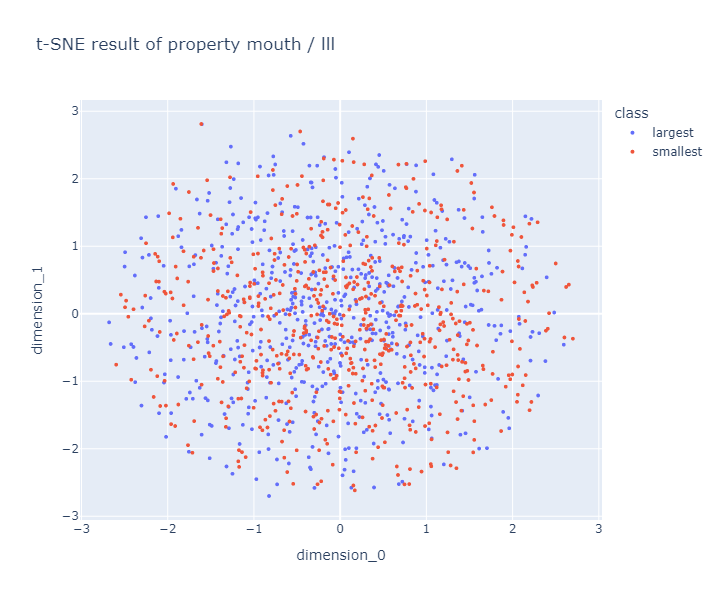 t-SNE result of property mouth / lll
class
largest
smallest
3
2
1
0
−1
−2
−3
dimension_1
−3
−2
−1
0
1
2
3
dimension_0